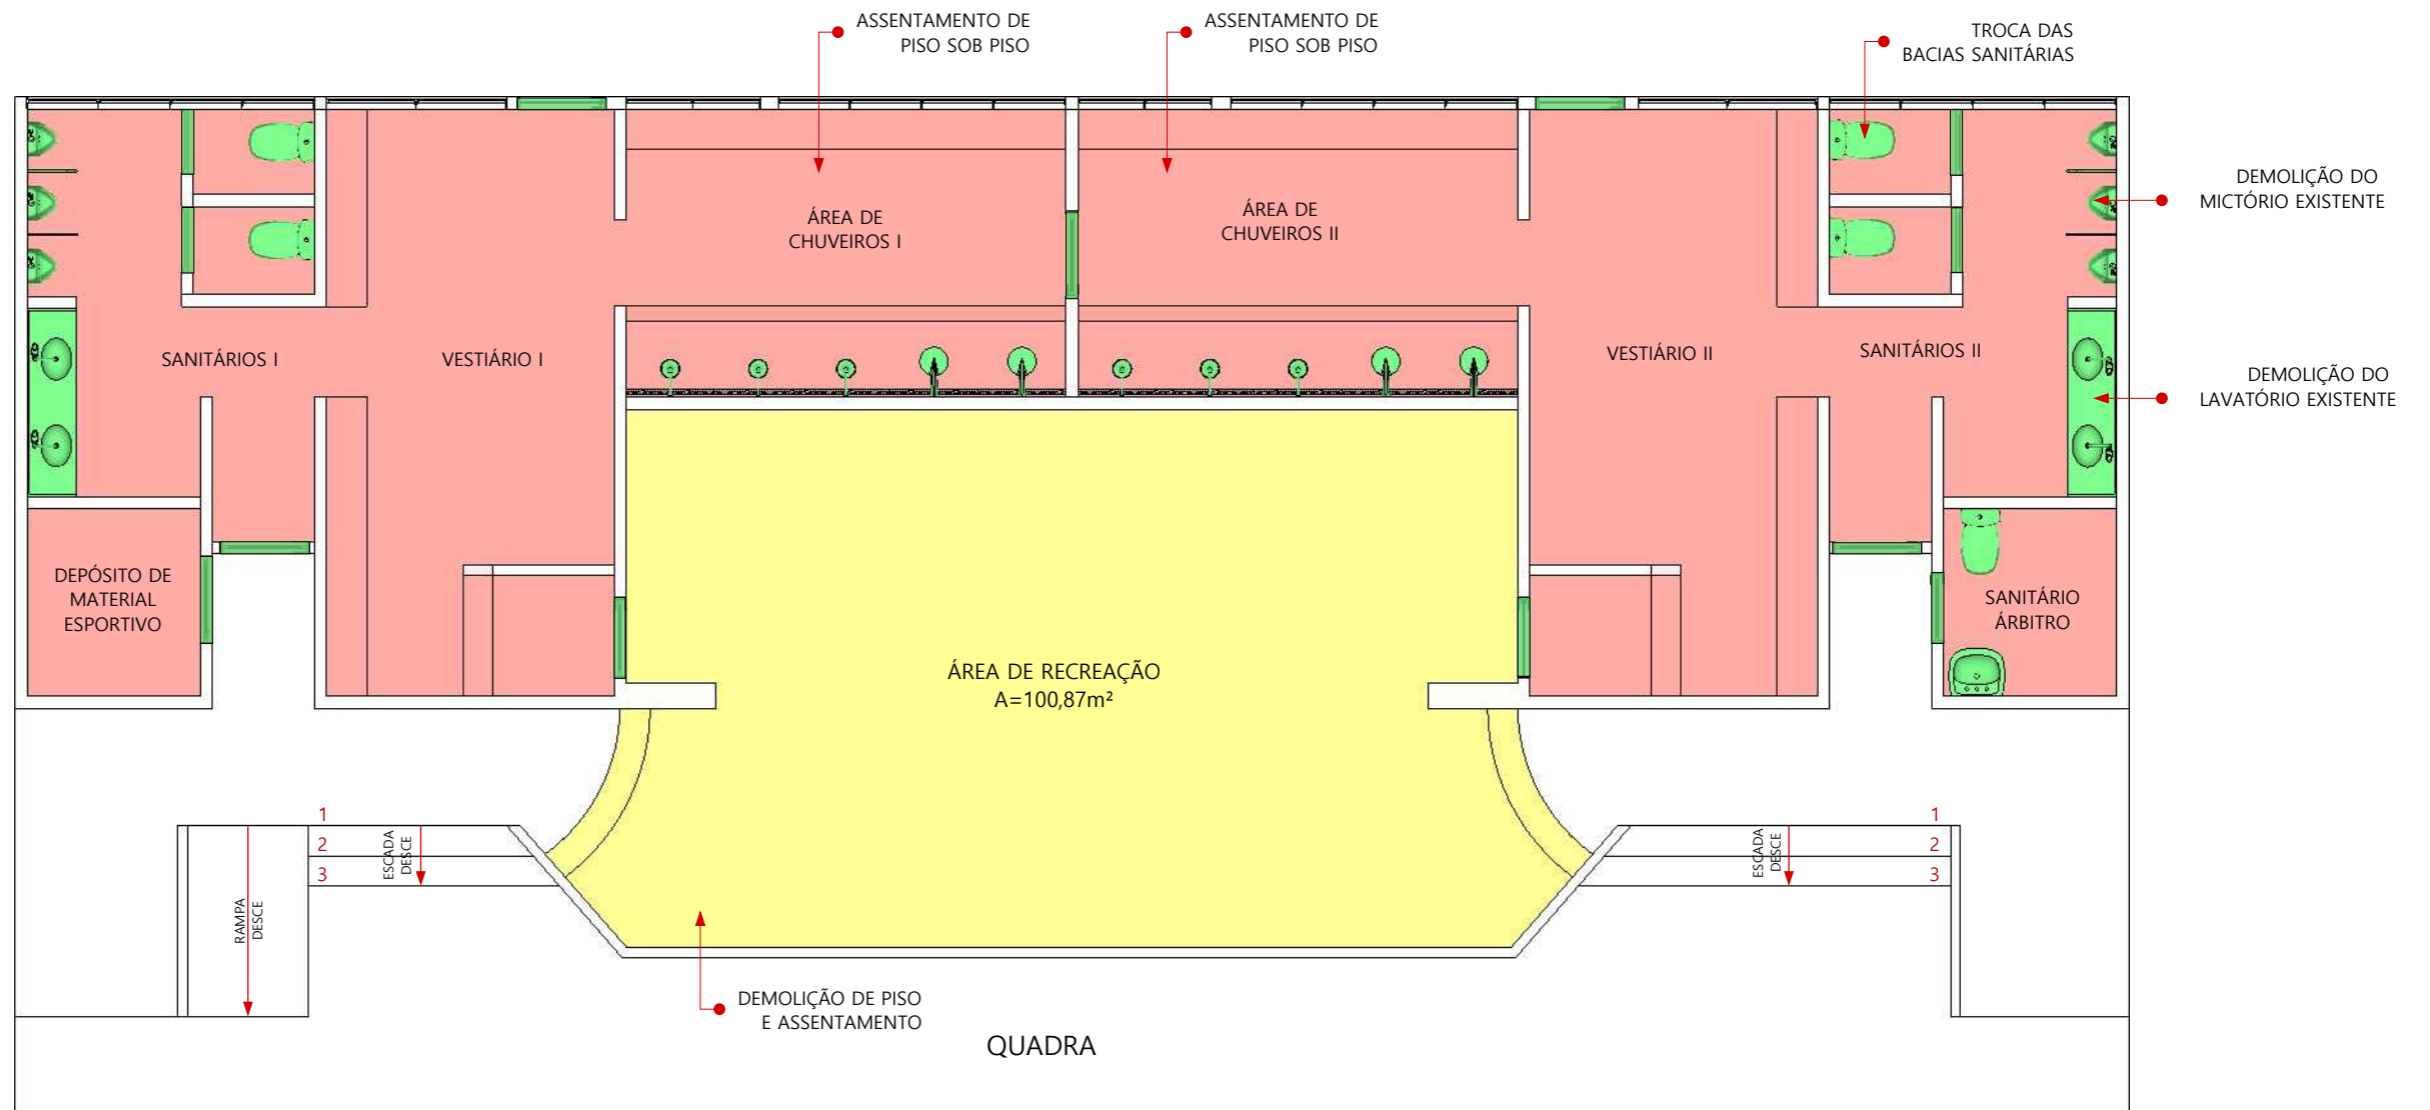 ASSENTAMENTO DE
PISO SOB PISO
ASSENTAMENTO DE
PISO SOB PISO
TROCA DAS
BACIAS SANITÁRIAS
DEMOLIÇÃO DO
MICTÓRIO EXISTENTE
ÁREA DE
CHUVEIROS I
ÁREA DE
CHUVEIROS II
SANITÁRIOS I
VESTIÁRIO I
VESTIÁRIO II
SANITÁRIOS II
DEMOLIÇÃO DO
LAVATÓRIO EXISTENTE
DEPÓSITO DE
MATERIAL
ESPORTIVO
SANITÁRIO
ÁRBITRO
ÁREA DE RECREAÇÃO
A=100,87m²
1
2
3
ESCADA
DESCE
RAMPA
DESCE
ESCADA
DESCE
1
2
3
DEMOLIÇÃO DE PISO
E ASSENTAMENTO
QUADRA